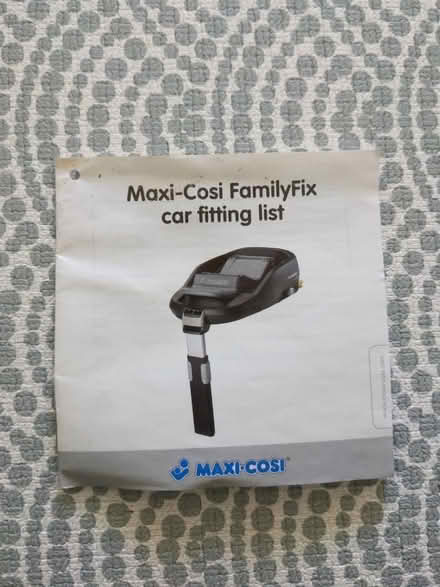 Maxi-Cosi FamilyFix
car fitting list
MAXI-COSI®